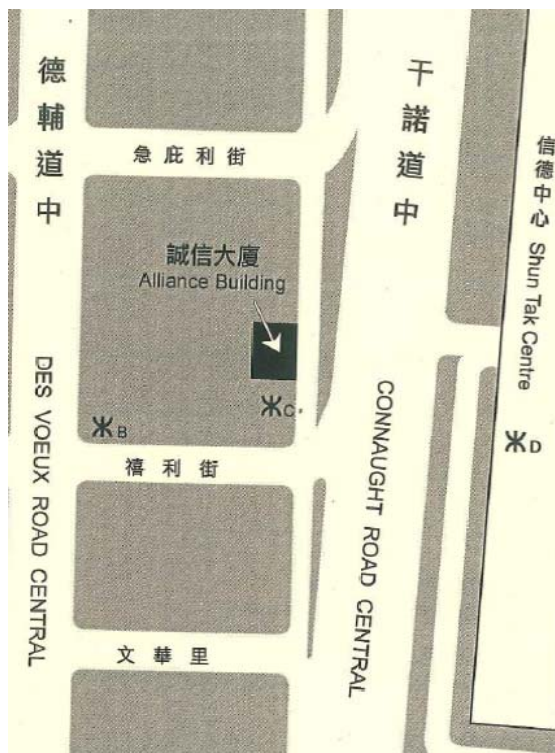 德輔道中
干諾道中
急庇利街
信德中心 Shun Tak Centre
誠信大廈
Alliance Building
DES VOEUX ROAD CENTRAL
CONNAUGHT ROAD CENTRAL
C
B
D
禧利街
文華里